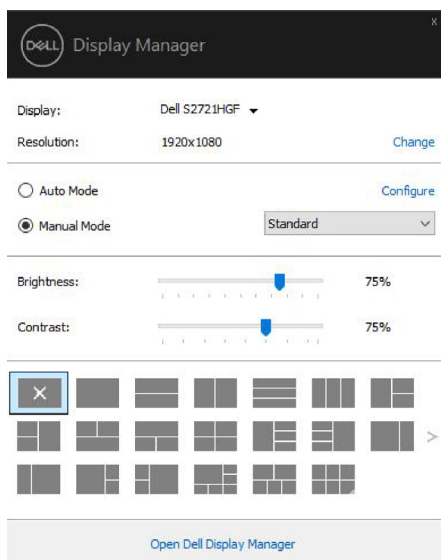 x
DELL Display Manager
Display: Dell S2721HGF
Resolution: 1920x1080 Change
Auto Mode Configure
Manual Mode Standard
Brightness: 75%
Contrast: 75%
Open Dell Display Manager